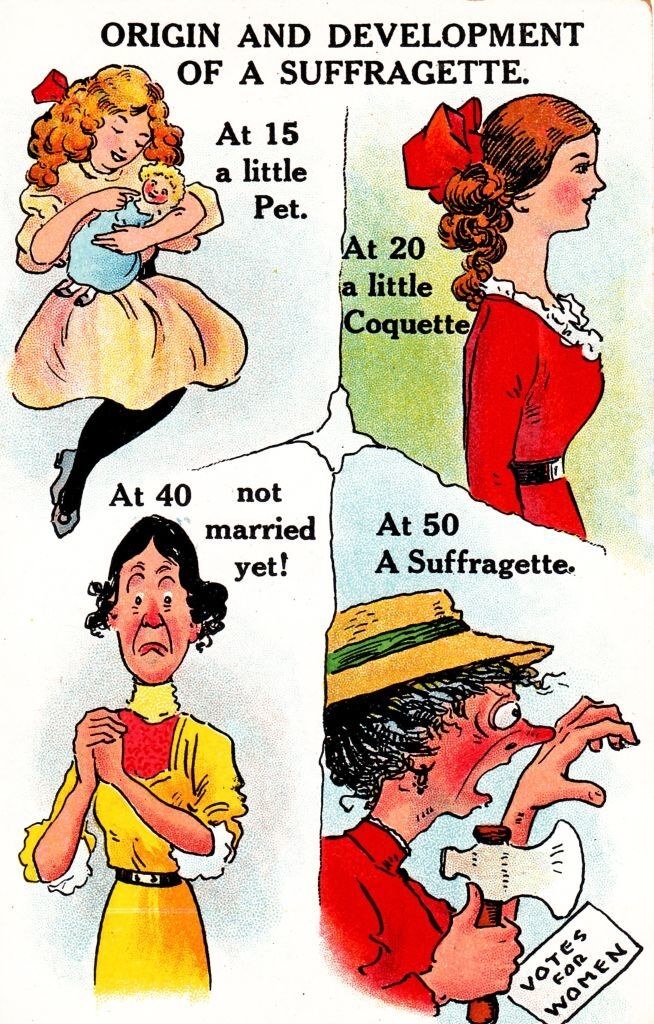 ORIGIN AND DEVELOPMENT
OF A SUFFRAGETTE.
At 15
a little
Pet.
At 20
a little
Coquette
At 40 not
married
yet!
At 50
A Suffragette.
VOTES
FOR
WOMEN